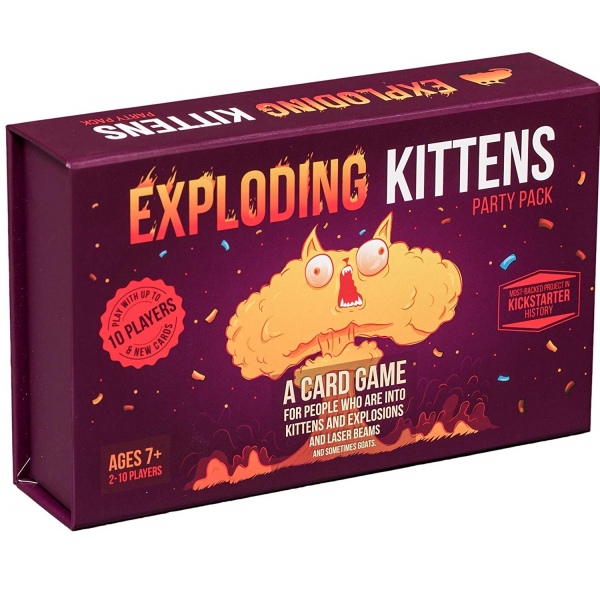 EXPLODING KITTENS
PARTY PACK
EXPLODING KITTENS
PARTY PACK
PLAY WITH UP TO
10 PLAYERS
& NEW CARDS
MOST-BACKED PROJECT IN
KICKSTARTER
HISTORY
A CARD GAME
FOR PEOPLE WHO ARE INTO
KITTENS AND EXPLOSIONS
AND LASER BEAMS
AND SOMETIMES GOATS.
AGES 7+
2-10 PLAYERS